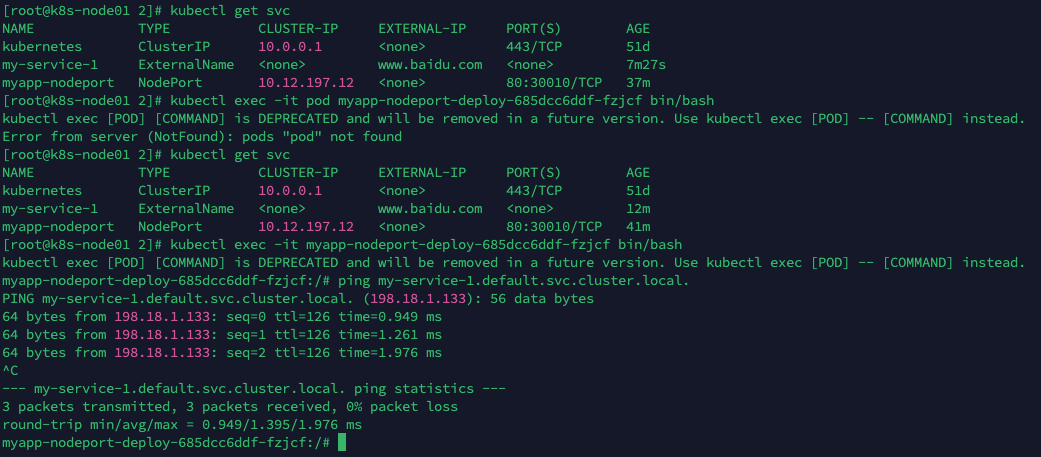 [root@k8s-node01 2]# kubectl get svc
NAME             TYPE           CLUSTER-IP     EXTERNAL-IP     PORT(S)        AGE
kubernetes       ClusterIP      10.0.0.1       <none>          443/TCP        51d
my-service-1     ExternalName   <none>         www.baidu.com   <none>         7m27s
myapp-nodeport   NodePort       10.12.197.12   <none>          80:30010/TCP   37m
[root@k8s-node01 2]# kubectl exec -it pod myapp-nodeport-deploy-685dcc6ddf-fzjcf bin/bash
kubectl exec [POD] [COMMAND] is DEPRECATED and will be removed in a future version. Use kubectl exec [POD] -- [COMMAND] instead.
Error from server (NotFound): pods "pod" not found
[root@k8s-node01 2]# kubectl get svc
NAME             TYPE           CLUSTER-IP     EXTERNAL-IP     PORT(S)        AGE
kubernetes       ClusterIP      10.0.0.1       <none>          443/TCP        51d
my-service-1     ExternalName   <none>         www.baidu.com   <none>         12m
myapp-nodeport   NodePort       10.12.197.12   <none>          80:30010/TCP   41m
[root@k8s-node01 2]# kubectl exec -it myapp-nodeport-deploy-685dcc6ddf-fzjcf bin/bash
kubectl exec [POD] [COMMAND] is DEPRECATED and will be removed in a future version. Use kubectl exec [POD] -- [COMMAND] instead.
myapp-nodeport-deploy-685dcc6ddf-fzjcf:/# ping my-service-1.default.svc.cluster.local.
PING my-service-1.default.svc.cluster.local. (198.18.1.133): 56 data bytes
64 bytes from 198.18.1.133: seq=0 ttl=126 time=0.949 ms
64 bytes from 198.18.1.133: seq=1 ttl=126 time=1.261 ms
64 bytes from 198.18.1.133: seq=2 ttl=126 time=1.976 ms
^C
--- my-service-1.default.svc.cluster.local. ping statistics ---
3 packets transmitted, 3 packets received, 0% packet loss
round-trip min/avg/max = 0.949/1.395/1.976 ms
myapp-nodeport-deploy-685dcc6ddf-fzjcf:/#